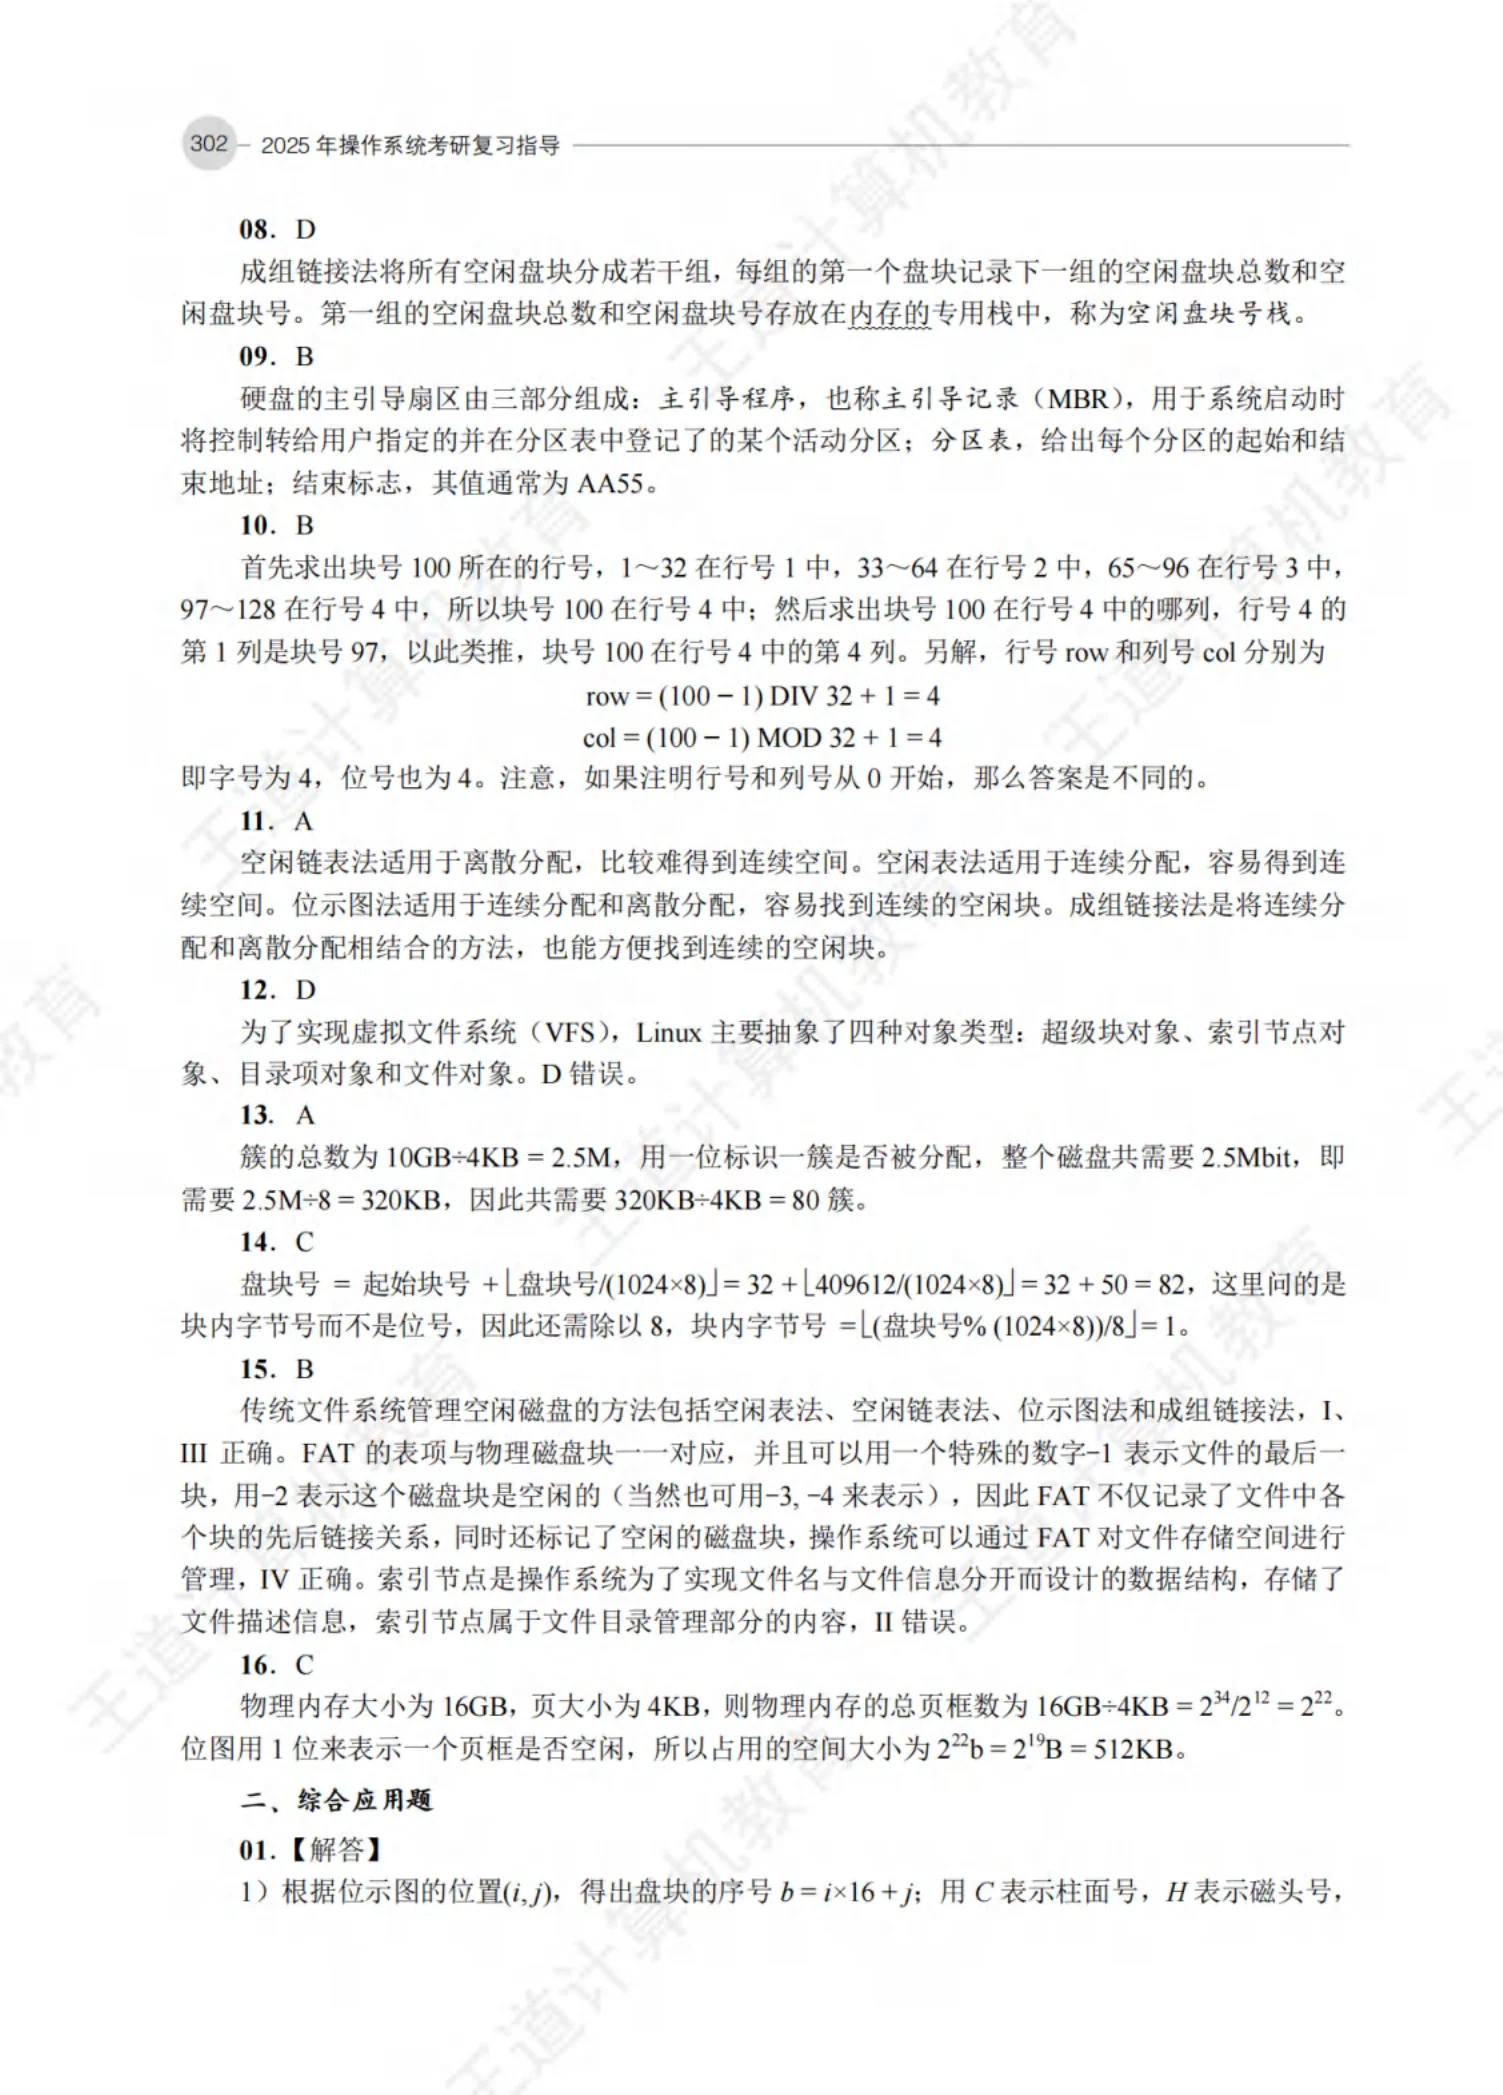 302 2025 年操作系统考研复习指导
08. D
成组链接法将所有空闲盘块分成若干组，每组的第一个盘块记录下一组的空闲盘块总数和空
闲盘块号。第一组的空闲盘块总数和空闲盘块号存放在内存的专用栈中，称为空闲盘块号栈。
09. B
硬盘的主引导扇区由三部分组成：主引导程序，也称主引导记录（MBR），用于系统启动时
将控制转给用户指定的并在分区表中登记了的某个活动分区；分区表，给出每个分区的起始和结
束地址；结束标志，其值通常为 AA55。
10. B
首先求出块号 100 所在的行号，1～32 在行号 1 中，33～64 在行号 2 中，65～96 在行号 3 中，
97～128 在行号 4 中，所以块号 100 在行号 4 中；然后求出块号 100 在行号 4 中的哪列，行号 4 的
第 1 列是块号 97，以此类推，块号 100 在行号 4 中的第 4 列。另解，行号 row 和列号 col 分别为
row = (100 − 1) DIV 32 + 1 = 4
col = (100 − 1) MOD 32 + 1 = 4
即字号为 4，位号也为 4。注意，如果注明行号和列号从 0 开始，那么答案是不同的。
11. A
空闲链表法适用于离散分配，比较难得到连续空间。空闲表法适用于连续分配，容易得到连
续空间。位示图法适用于连续分配和离散分配，容易找到连续的空闲块。成组链接法是将连续分
配和离散分配相结合的方法，也能方便找到连续的空闲块。
12. D
为了实现虚拟文件系统（VFS），Linux 主要抽象了四种对象类型：超级块对象、索引节点对
象、目录项对象和文件对象。D 错误。
13. A
簇的总数为 10GB÷4KB = 2.5M，用一位标识一簇是否被分配，整个磁盘共需要 2.5Mbit，即
需要 2.5M÷8 = 320KB，因此共需要 320KB÷4KB = 80 簇。
14. C
盘块号 = 起始块号 +⌊盘块号/(1024×8)⌋= 32 +⌊409612/(1024×8)⌋= 32 + 50 = 82，这里问的是
块内字节号而不是位号，因此还需除以 8，块内字节号 =⌊(盘块号% (1024×8))/8⌋= 1。
15. B
传统文件系统管理空闲磁盘的方法包括空闲表法、空闲链表法、位示图法和成组链接法，I、
III 正确。FAT 的表项与物理磁盘块一一对应，并且可以用一个特殊的数字−1 表示文件的最后一
块，用−2 表示这个磁盘块是空闲的（当然也可用−3, −4 来表示），因此 FAT 不仅记录了文件中各
个块的先后链接关系，同时还标记了空闲的磁盘块，操作系统可以通过 FAT 对文件存储空间进行
管理，IV 正确。索引节点是操作系统为了实现文件名与文件信息分开而设计的数据结构，存储了
文件描述信息，索引节点属于文件目录管理部分的内容，II 错误。
16. C
物理内存大小为 16GB，页大小为 4KB，则物理内存的总页框数为 16GB÷4KB = 2³⁴/2¹² = 2²²。
位图用 1 位来表示一个页框是否空闲，所以占用的空间大小为 2²²b = 2¹⁹B = 512KB。
二、综合应用题
01.【解答】
1）根据位示图的位置(i, j)，得出盘块的序号 b = i×16 + j；用 C 表示柱面号，H 表示磁头号，